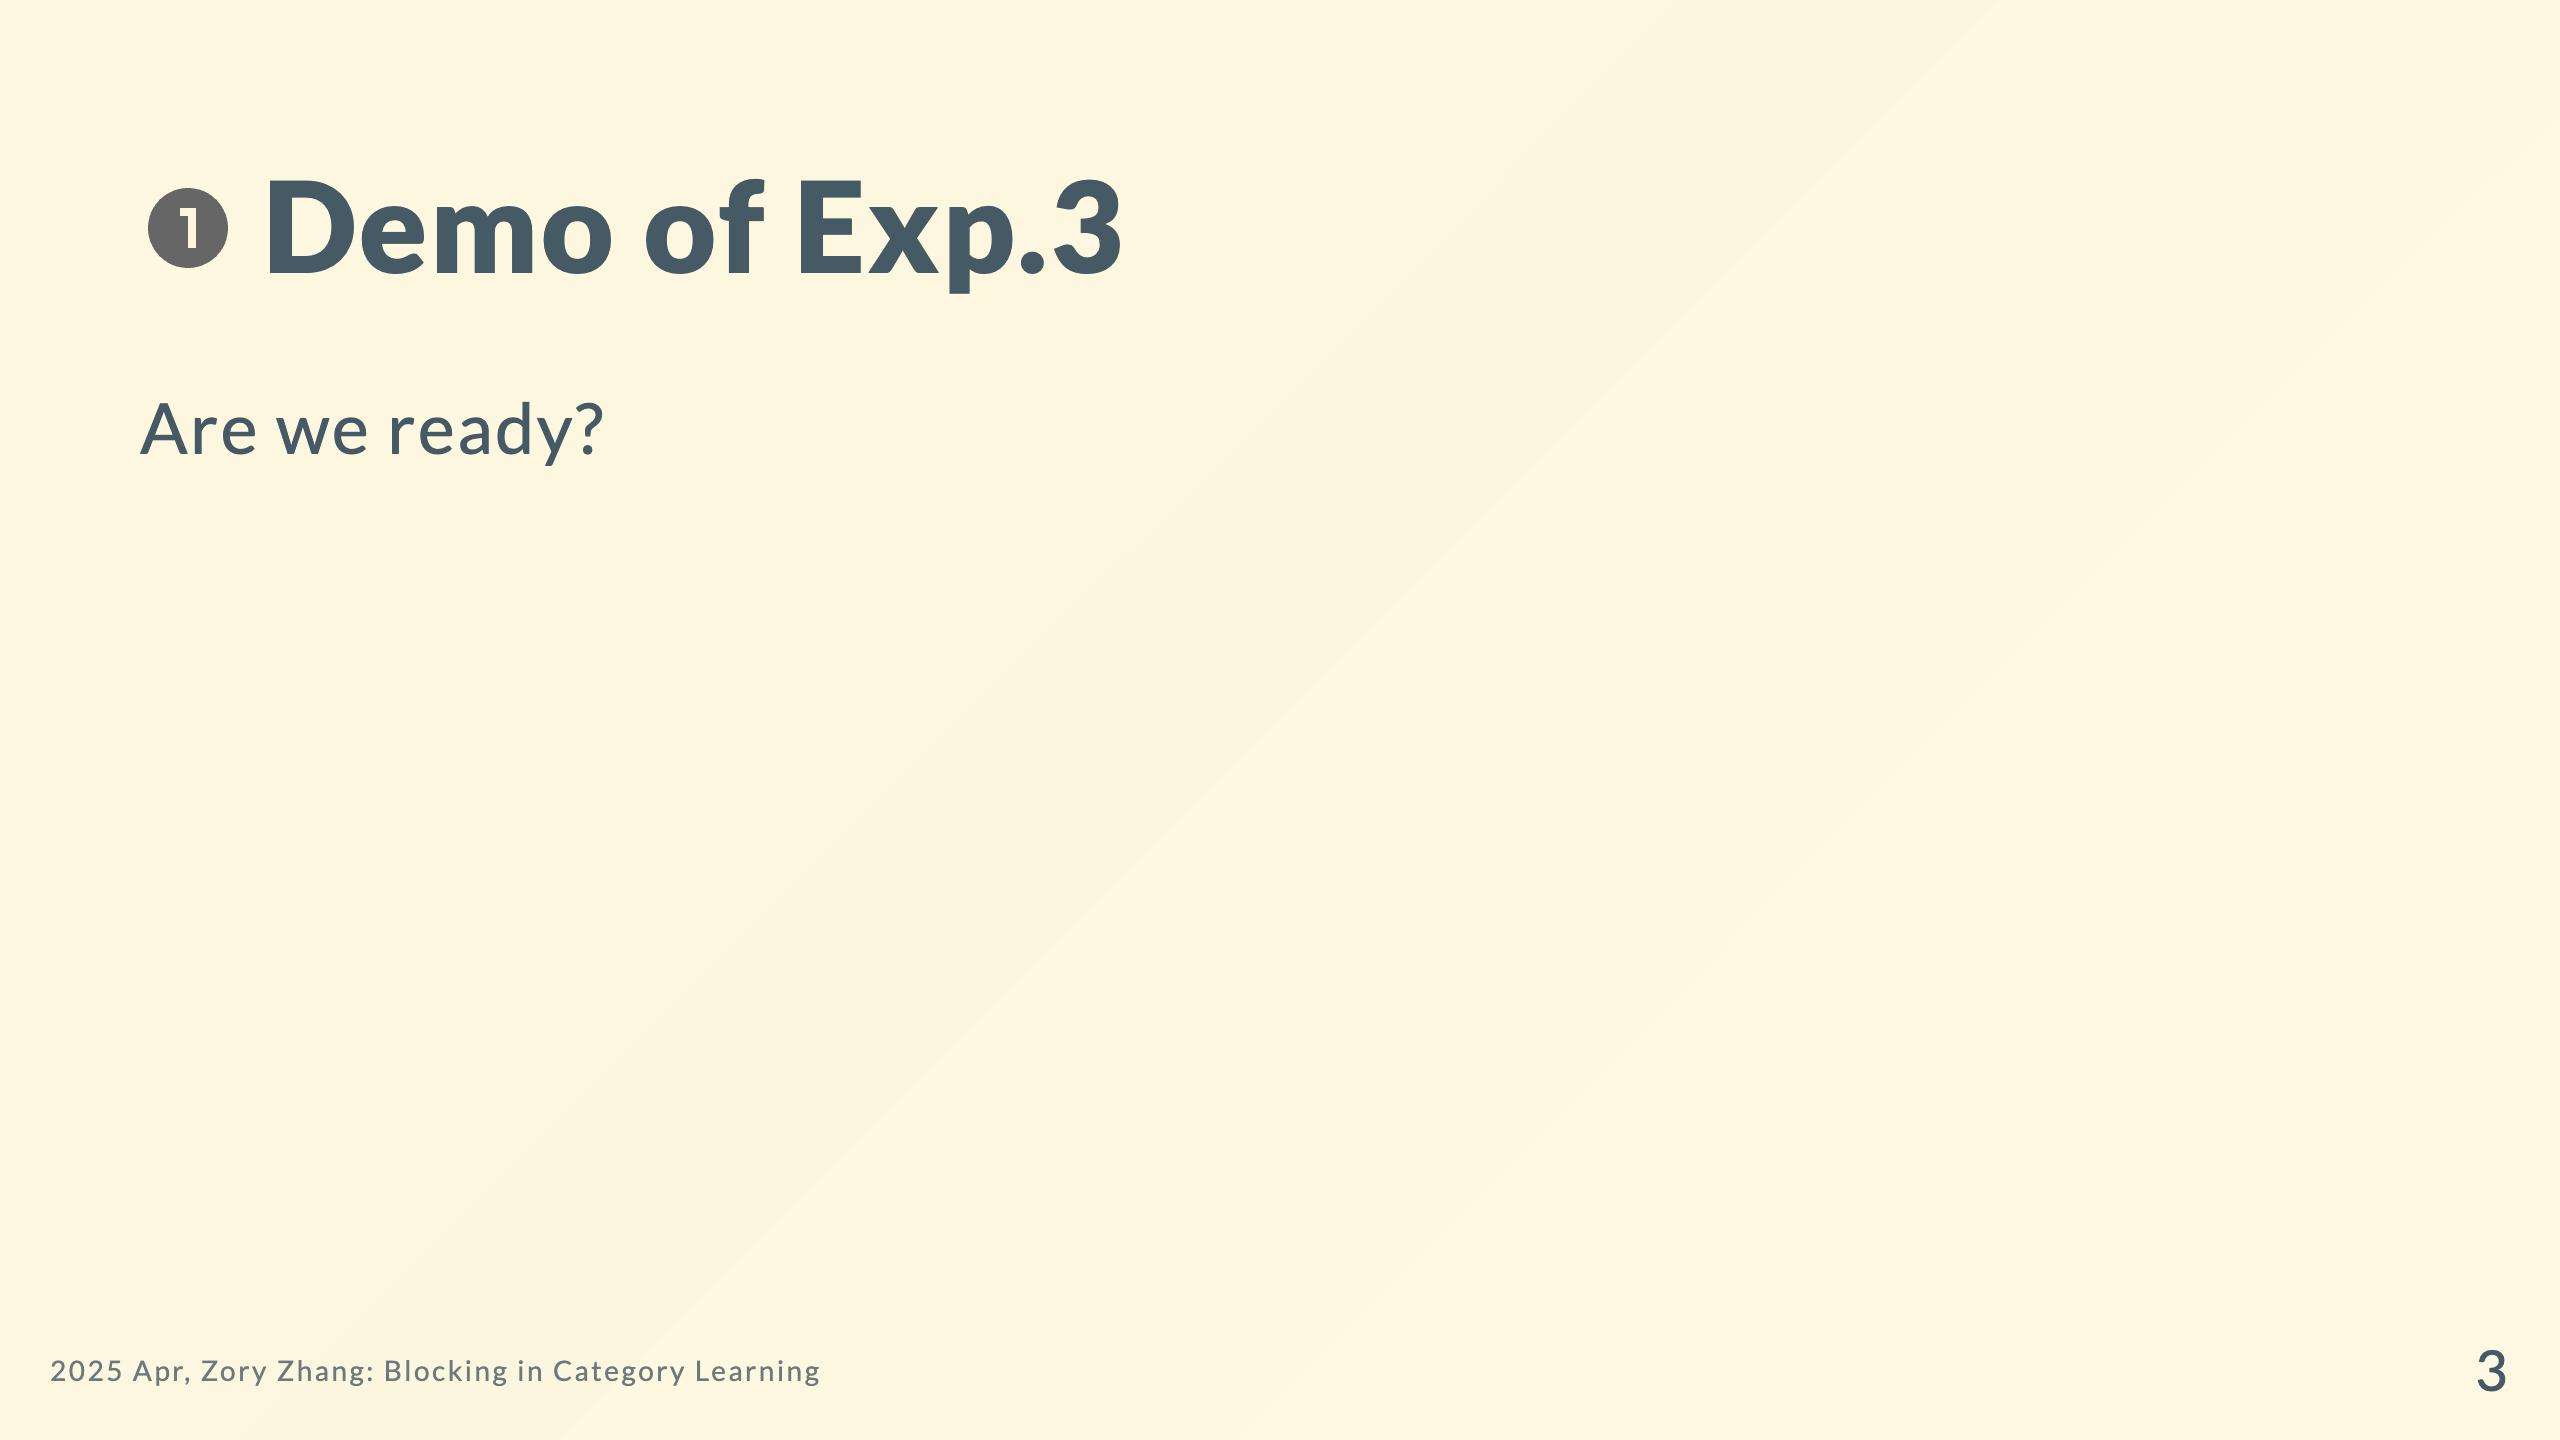 ❶ Demo of Exp.3
Are we ready?
2025 Apr, Zory Zhang: Blocking in Category Learning
3